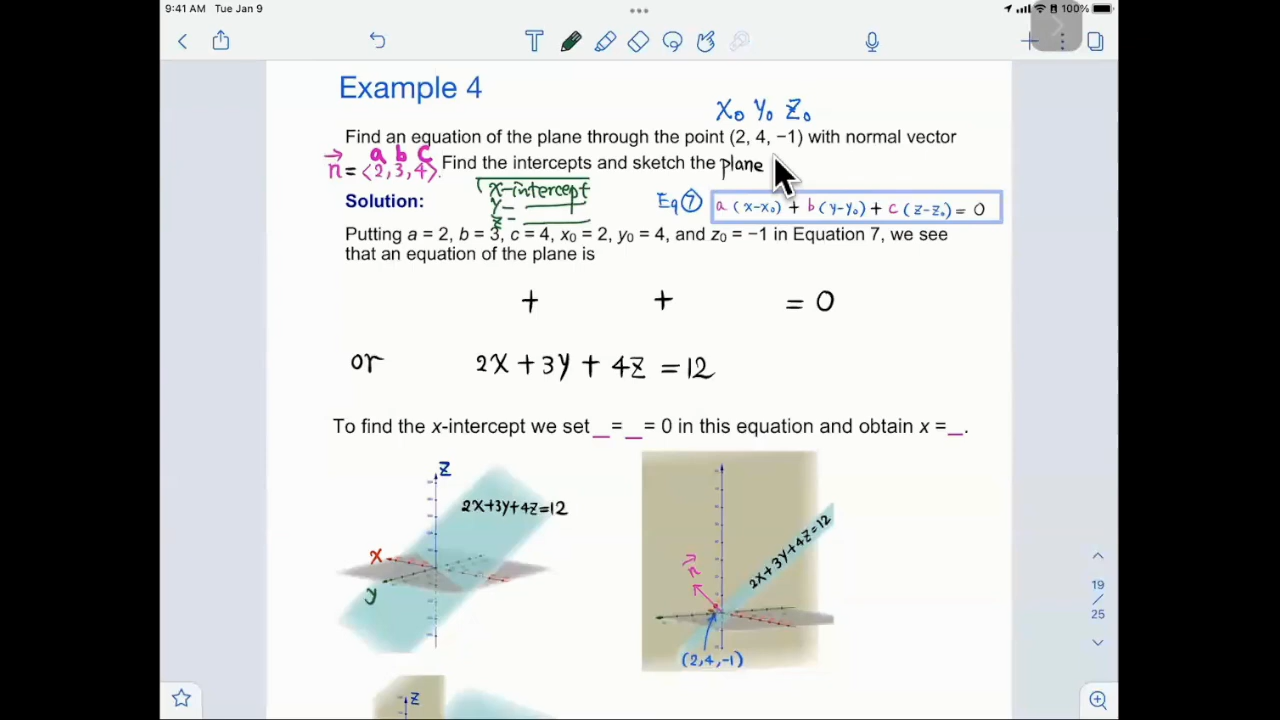 9:41 AM Tue Jan 9
100%
Example 4
X₀ Y₀ Z₀
Find an equation of the plane through the point (2, 4, −1) with normal vector
a b c
n = <2,3,4>. Find the intercepts and sketch the plane
x-intercept
y-
z-
Solution:
Eq ⑦ a (x-x₀) + b (y-y₀) + c (z-z₀) = 0
Putting a = 2, b = 3, c = 4, x₀ = 2, y₀ = 4, and z₀ = −1 in Equation 7, we see
that an equation of the plane is
+ + = 0
or 2x + 3y + 4z = 12
To find the x-intercept we set _ = _ = 0 in this equation and obtain x = _.
z
2x+3y+4z=12
x
y
2x+3y+4z=12
n
(2,4,-1)
z
19
/
25